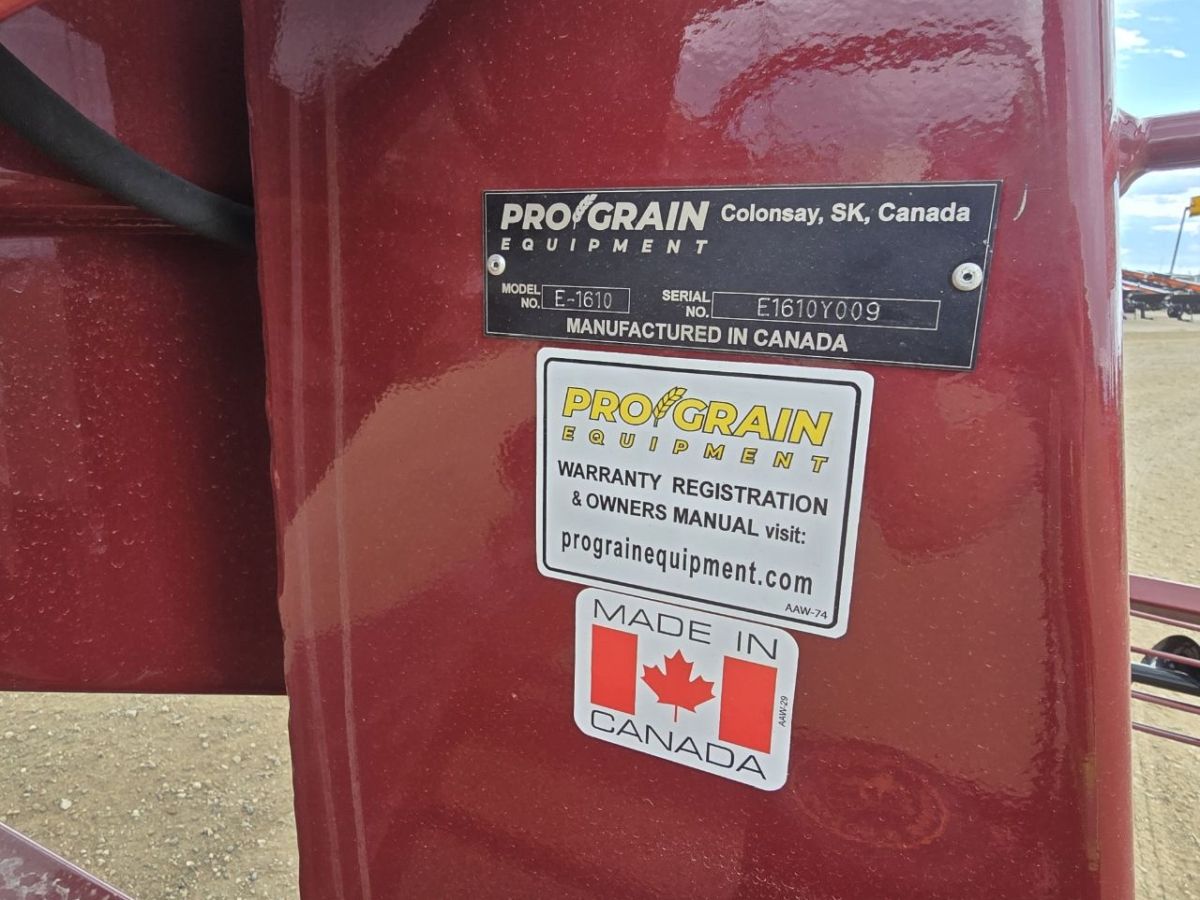 PRO GRAIN Colonsay, SK, Canada
EQUIPMENT
MODEL NO. E-1610 SERIAL NO. E1610Y009
MANUFACTURED IN CANADA
PRO GRAIN
EQUIPMENT
WARRANTY REGISTRATION
& OWNERS MANUAL visit:
prograinequipment.com
AAW-74
MADE IN
CANADA
AAW-29